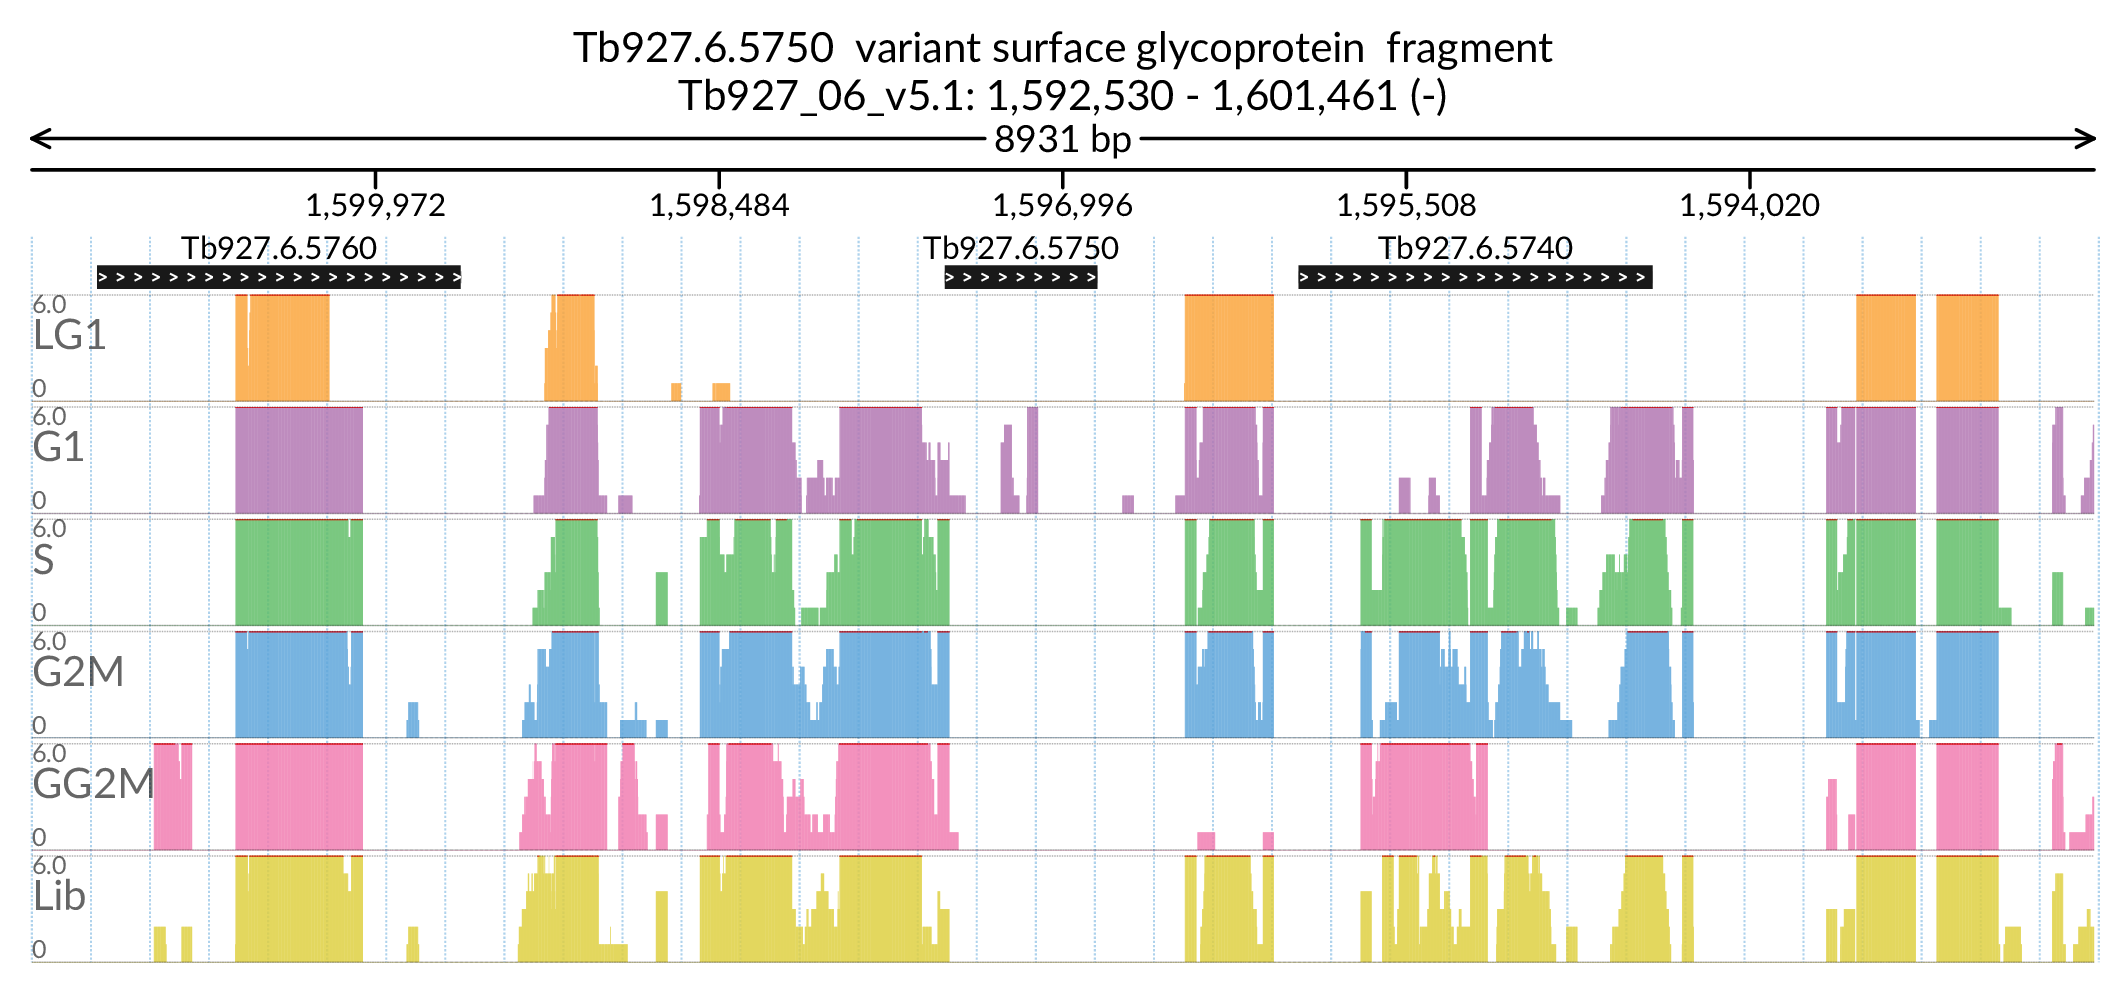 Tb927.6.5750 variant surface glycoprotein fragment
Tb927_06_v5.1: 1,592,530 - 1,601,461 (-)
8931 bp
1,599,972 1,598,484 1,596,996 1,595,508 1,594,020
Tb927.6.5760 Tb927.6.5750 Tb927.6.5740
6.0
LG1
0
6.0
G1
0
6.0
S
0
6.0
G2M
0
6.0
GG2M
0
6.0
Lib
0